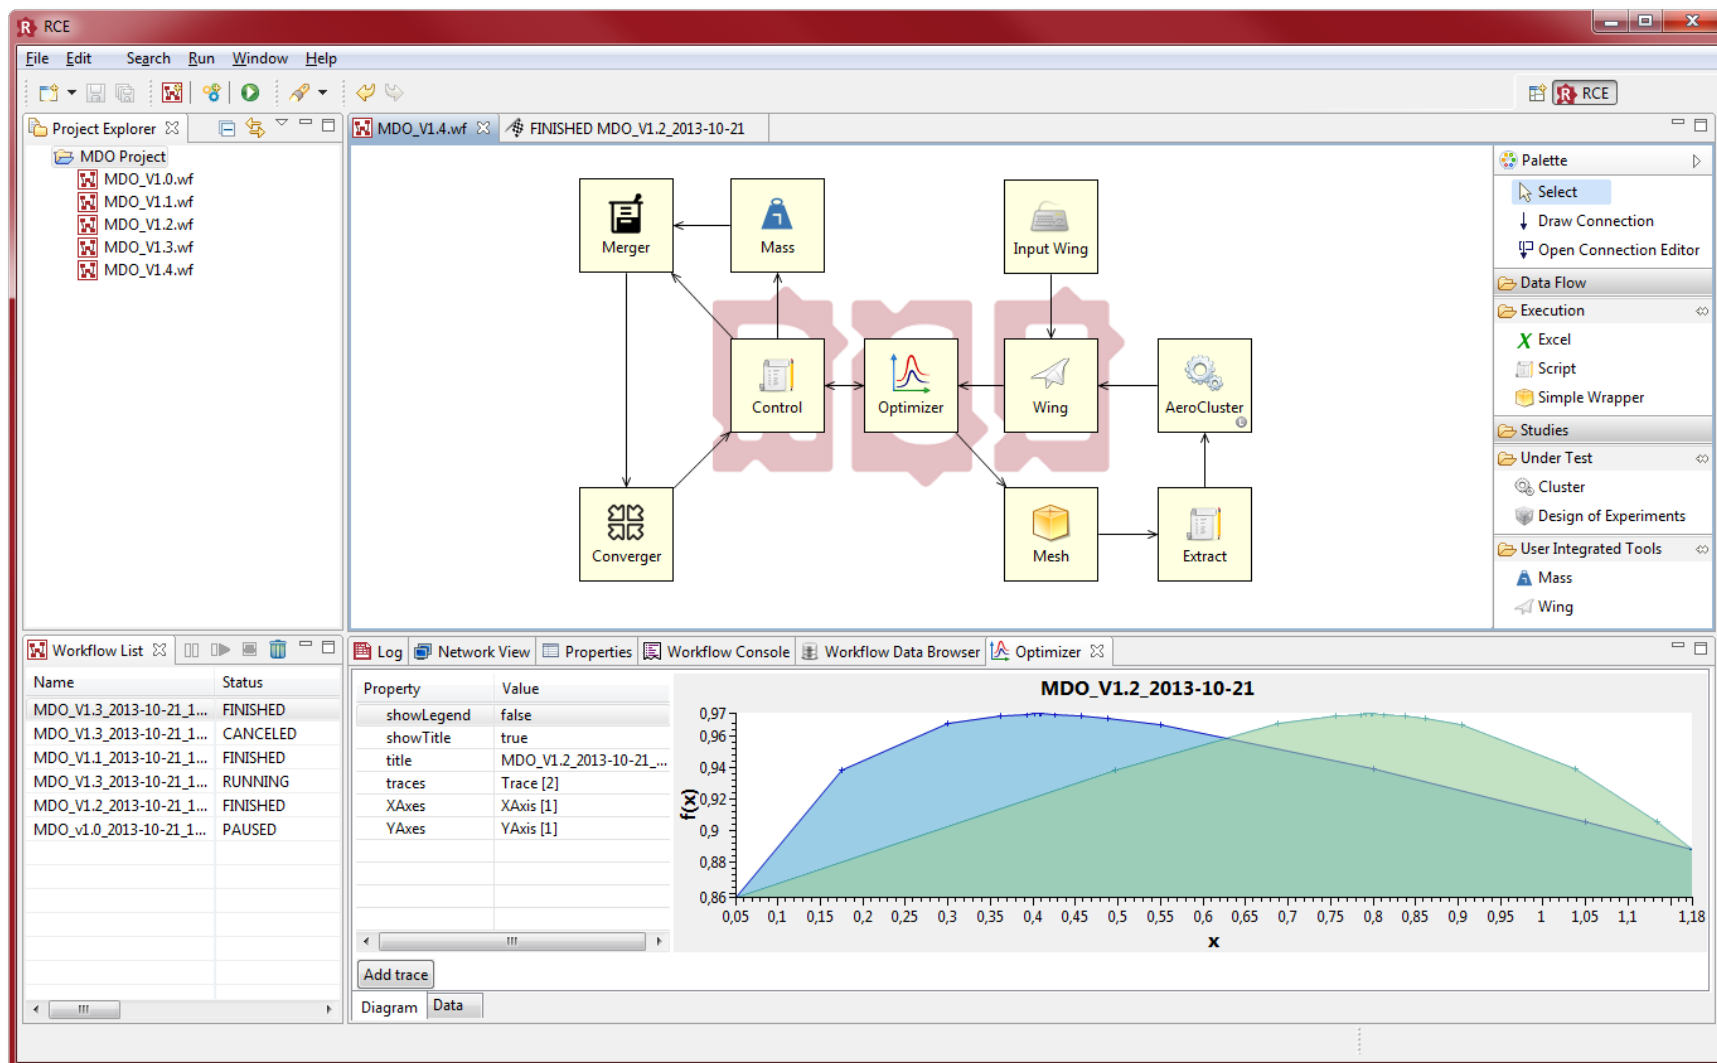 RCE
File Edit Search Run Window Help
RCE
Project Explorer
MDO Project
MDO_V1.0.wf
MDO_V1.1.wf
MDO_V1.2.wf
MDO_V1.3.wf
MDO_V1.4.wf
MDO_V1.4.wf FINISHED MDO_V1.2_2013-10-21
Merger
Mass
Input Wing
Control
Optimizer
Wing
AeroCluster
Converger
Mesh
Extract
Palette
Select
Draw Connection
Open Connection Editor
Data Flow
Execution
Excel
Script
Simple Wrapper
Studies
Under Test
Cluster
Design of Experiments
User Integrated Tools
Mass
Wing
Workflow List
Name Status
MDO_V1.3_2013-10-21_1... FINISHED
MDO_V1.3_2013-10-21_1... CANCELED
MDO_V1.1_2013-10-21_1... FINISHED
MDO_V1.3_2013-10-21_1... RUNNING
MDO_V1.2_2013-10-21_1... FINISHED
MDO_v1.0_2013-10-21_1... PAUSED
Log Network View Properties Workflow Console Workflow Data Browser Optimizer
Property Value
showLegend false
showTitle true
title MDO_V1.2_2013-10-21_...
traces Trace [2]
XAxes XAxis [1]
YAxes YAxis [1]
MDO_V1.2_2013-10-21
0,97
0,96
0,94
0,92
0,9
0,88
0,86
f(x)
0,05 0,1 0,15 0,2 0,25 0,3 0,35 0,4 0,45 0,5 0,55 0,6 0,65 0,7 0,75 0,8 0,85 0,9 0,95 1 1,05 1,1 1,18
x
Add trace
Diagram Data